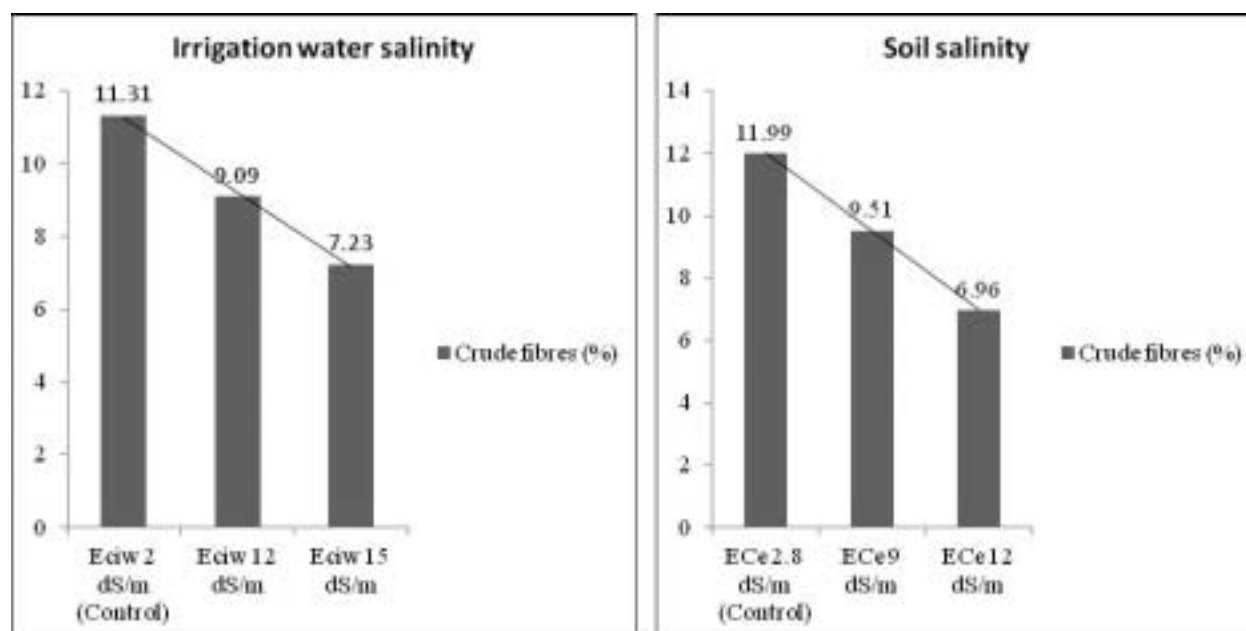 Irrigation water salinity
12
10
8
6
4
2
0
11.31
9.09
7.23
Eciw 2
dS/m
(Control)
Eciw 12
dS/m
Eciw 15
dS/m
Crude fibres (%)
Soil salinity
14
12
10
8
6
4
2
0
11.99
9.51
6.96
ECe 2.8
dS/m
(Control)
ECe 9
dS/m
ECe 12
dS/m
Crude fibres (%)